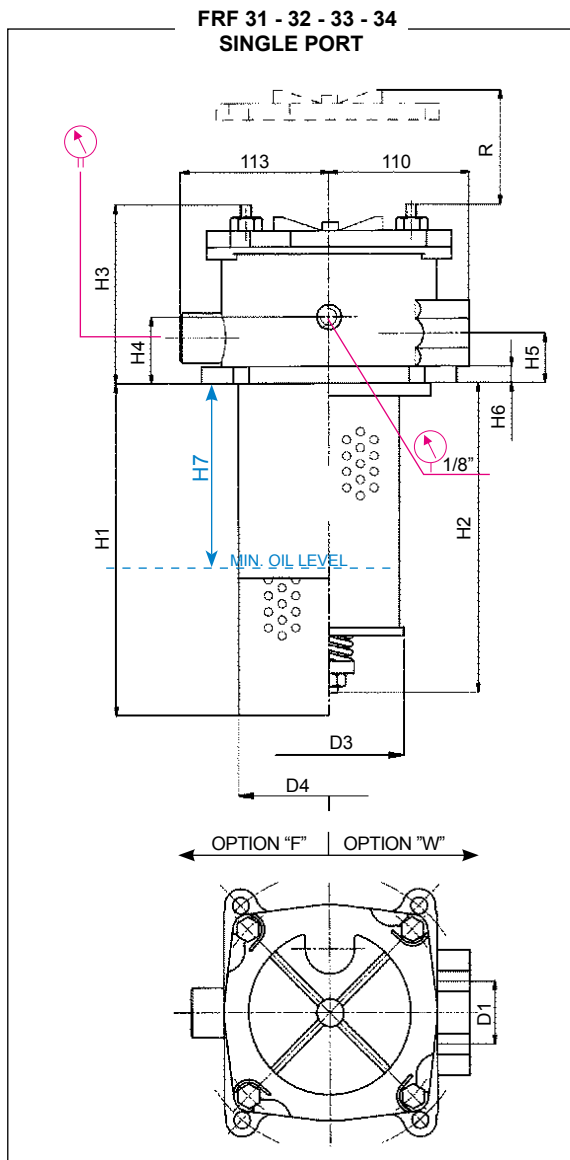 FRF 31 - 32 - 33 - 34
SINGLE PORT
R
113
110
H3
H4
H5
H6
1/8”
H7
H1
H2
MIN. OIL LEVEL
D3
D4
OPTION “F”
OPTION ”W”
D1